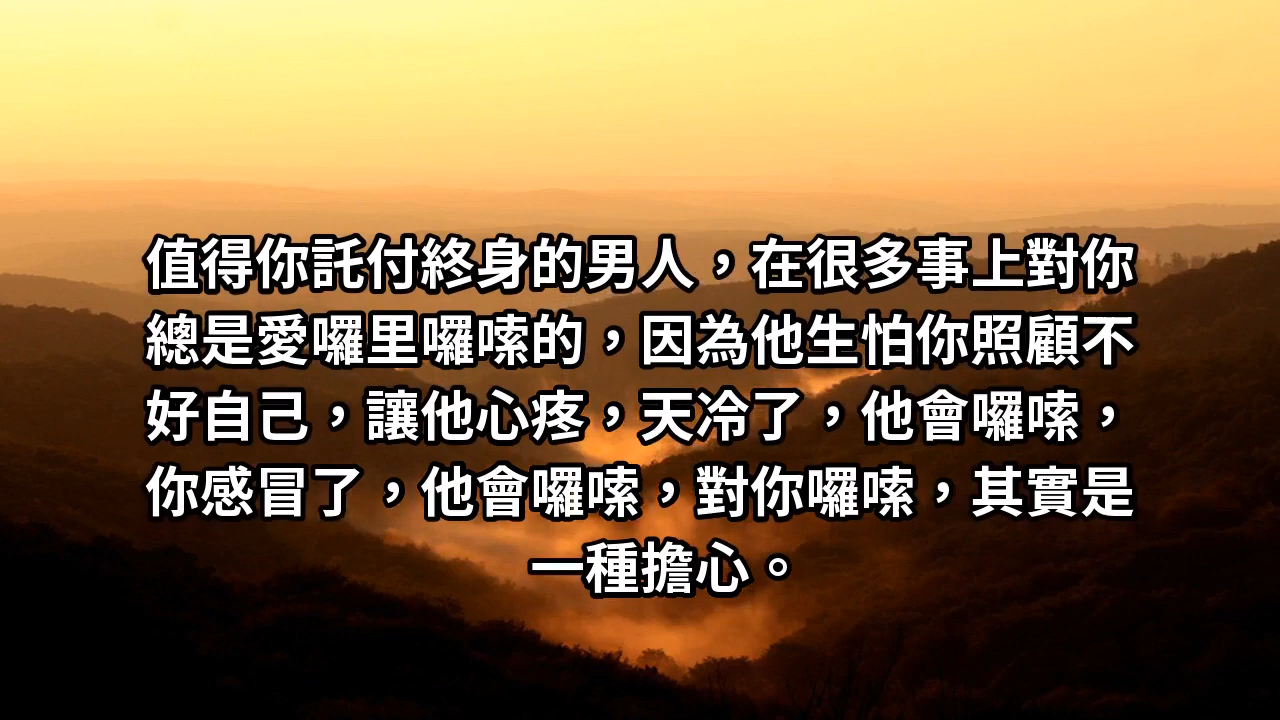 值得你託付終身的男人，在很多事上對你
總是愛囉里囉嗦的，因為他生怕你照顧不
好自己，讓他心疼，天冷了，他會囉嗦，
你感冒了，他會囉嗦，對你囉嗦，其實是
一種擔心。